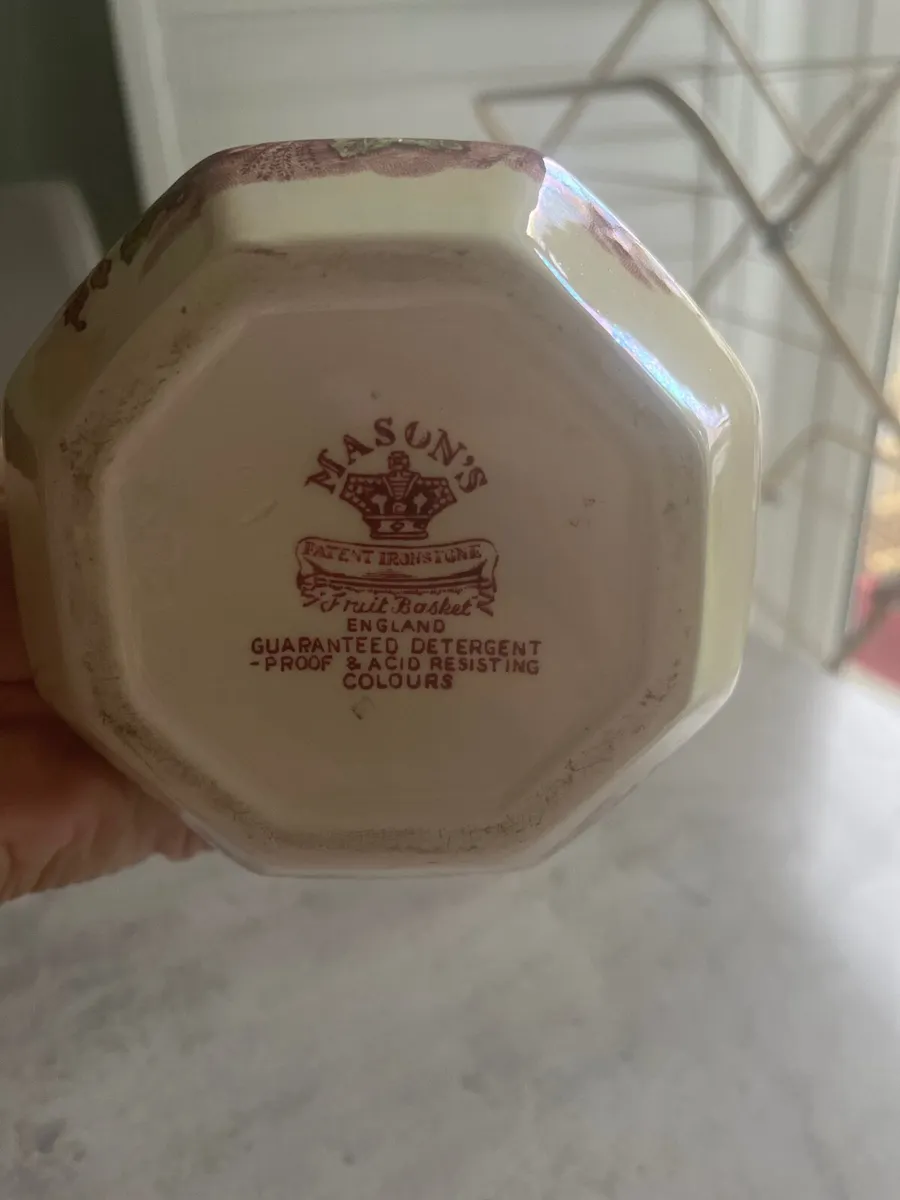 MASON'S
PATENT IRONSTONE
Fruit Basket
ENGLAND
GUARANTEED DETERGENT
-PROOF & ACID RESISTING
COLOURS